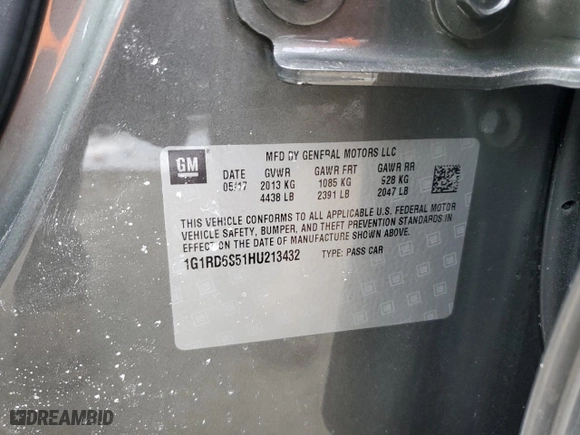 GM
MFD BY GENERAL MOTORS LLC
DATE GVWR GAWR FRT GAWR RR
05/17 2013 KG 1085 KG 928 KG
4438 LB 2391 LB 2047 LB
THIS VEHICLE CONFORMS TO ALL APPLICABLE U.S. FEDERAL MOTOR
VEHICLE SAFETY, BUMPER, AND THEFT PREVENTION STANDARDS IN
EFFECT ON THE DATE OF MANUFACTURE SHOWN ABOVE.
1G1RD5S51HU213432 TYPE: PASS CAR
DREAMBID